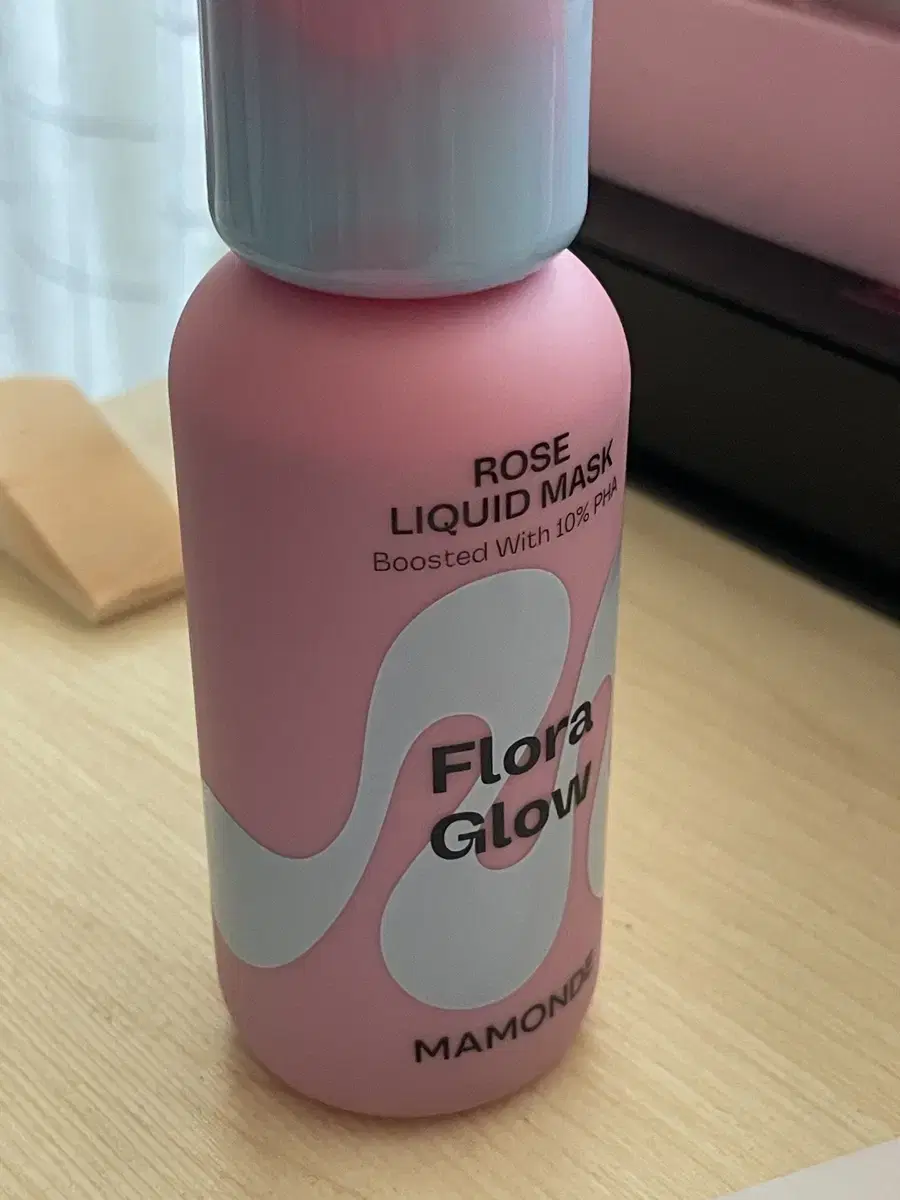 ROSE
LIQUID MASK
Boosted With 10% PHA
Flora
Glow
MAMONDE